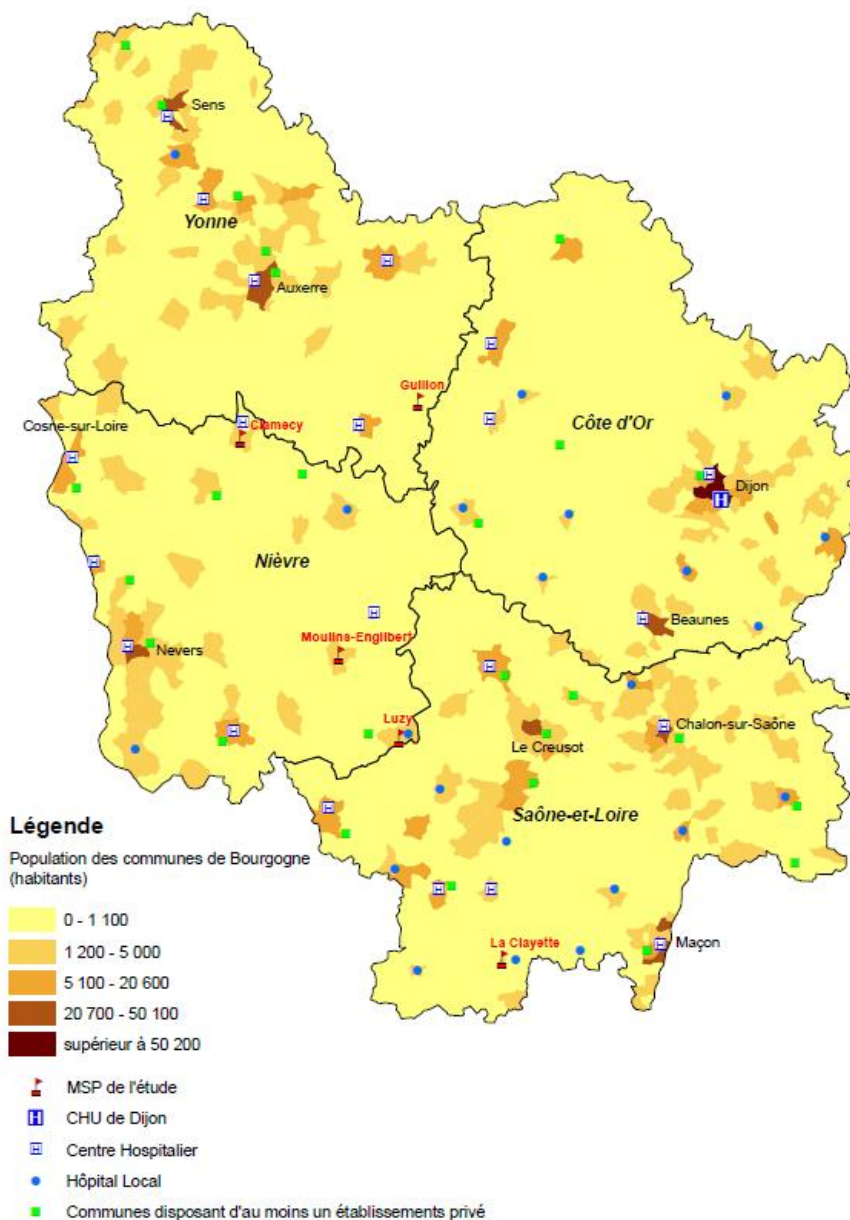 Sens
Yonne
Auxerre
Guillon
Cosne-sur-Loire
Clamecy
Côte d'Or
Dijon
Nièvre
Beaunes
Moulins-Englibert
Nevers
Luzy
Chalon-sur-Saône
Le Creusot
Saône-et-Loire
La Clayette
Maçon
Légende
Population des communes de Bourgogne
(habitants)
0 - 1 100
1 200 - 5 000
5 100 - 20 600
20 700 - 50 100
supérieur à 50 200
MSP de l'étude
CHU de Dijon
Centre Hospitalier
Hôpital Local
Communes disposant d'au moins un établissements privé